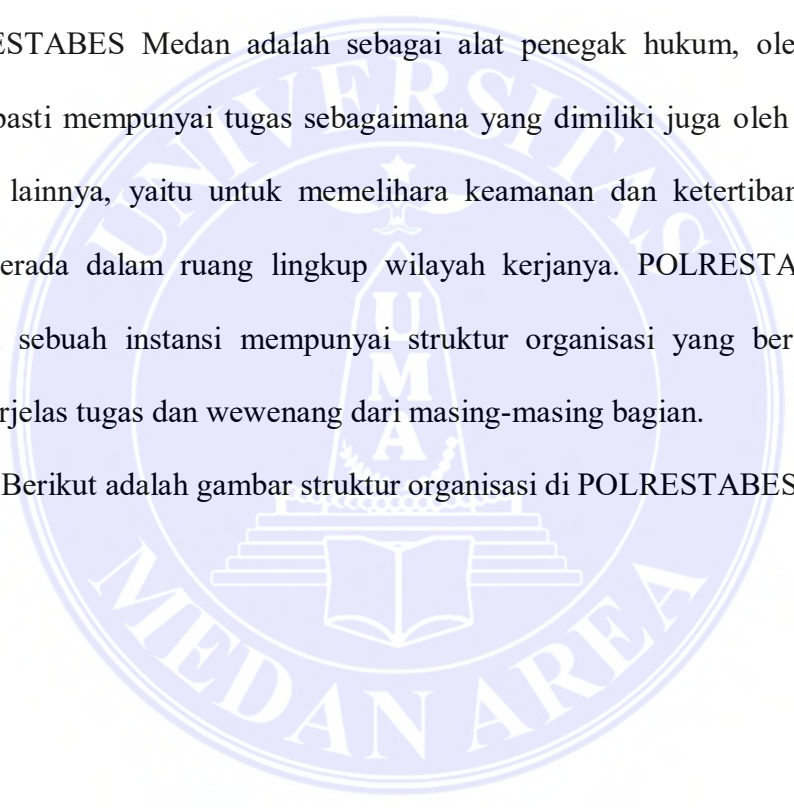 ESTABES Medan adalah sebagai alat penegak hukum, ole
pasti mempunyai tugas sebagaimana yang dimiliki juga oleh
lainnya, yaitu untuk memelihara keamanan dan ketertiban
erada dalam ruang lingkup wilayah kerjanya. POLRESTA
sebuah instansi mempunyai struktur organisasi yang ber
rjelas tugas dan wewenang dari masing-masing bagian.
Berikut adalah gambar struktur organisasi di POLRESTABES
UNIVERSITAS
UMA
MEDAN AREA